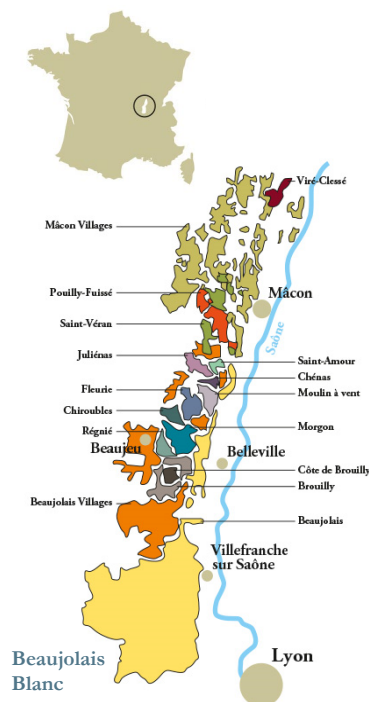 Viré-Clessé
Mâcon Villages
Pouilly-Fuissé
Mâcon
Saint-Véran
Saône
Juliénas
Saint-Amour
Chénas
Fleurie
Moulin à vent
Chiroubles
Régnié
Morgon
Beaujeu
Belleville
Côte de Brouilly
Brouilly
Beaujolais Villages
Beaujolais
Villefranche
sur Saône
Beaujolais
Blanc
Lyon